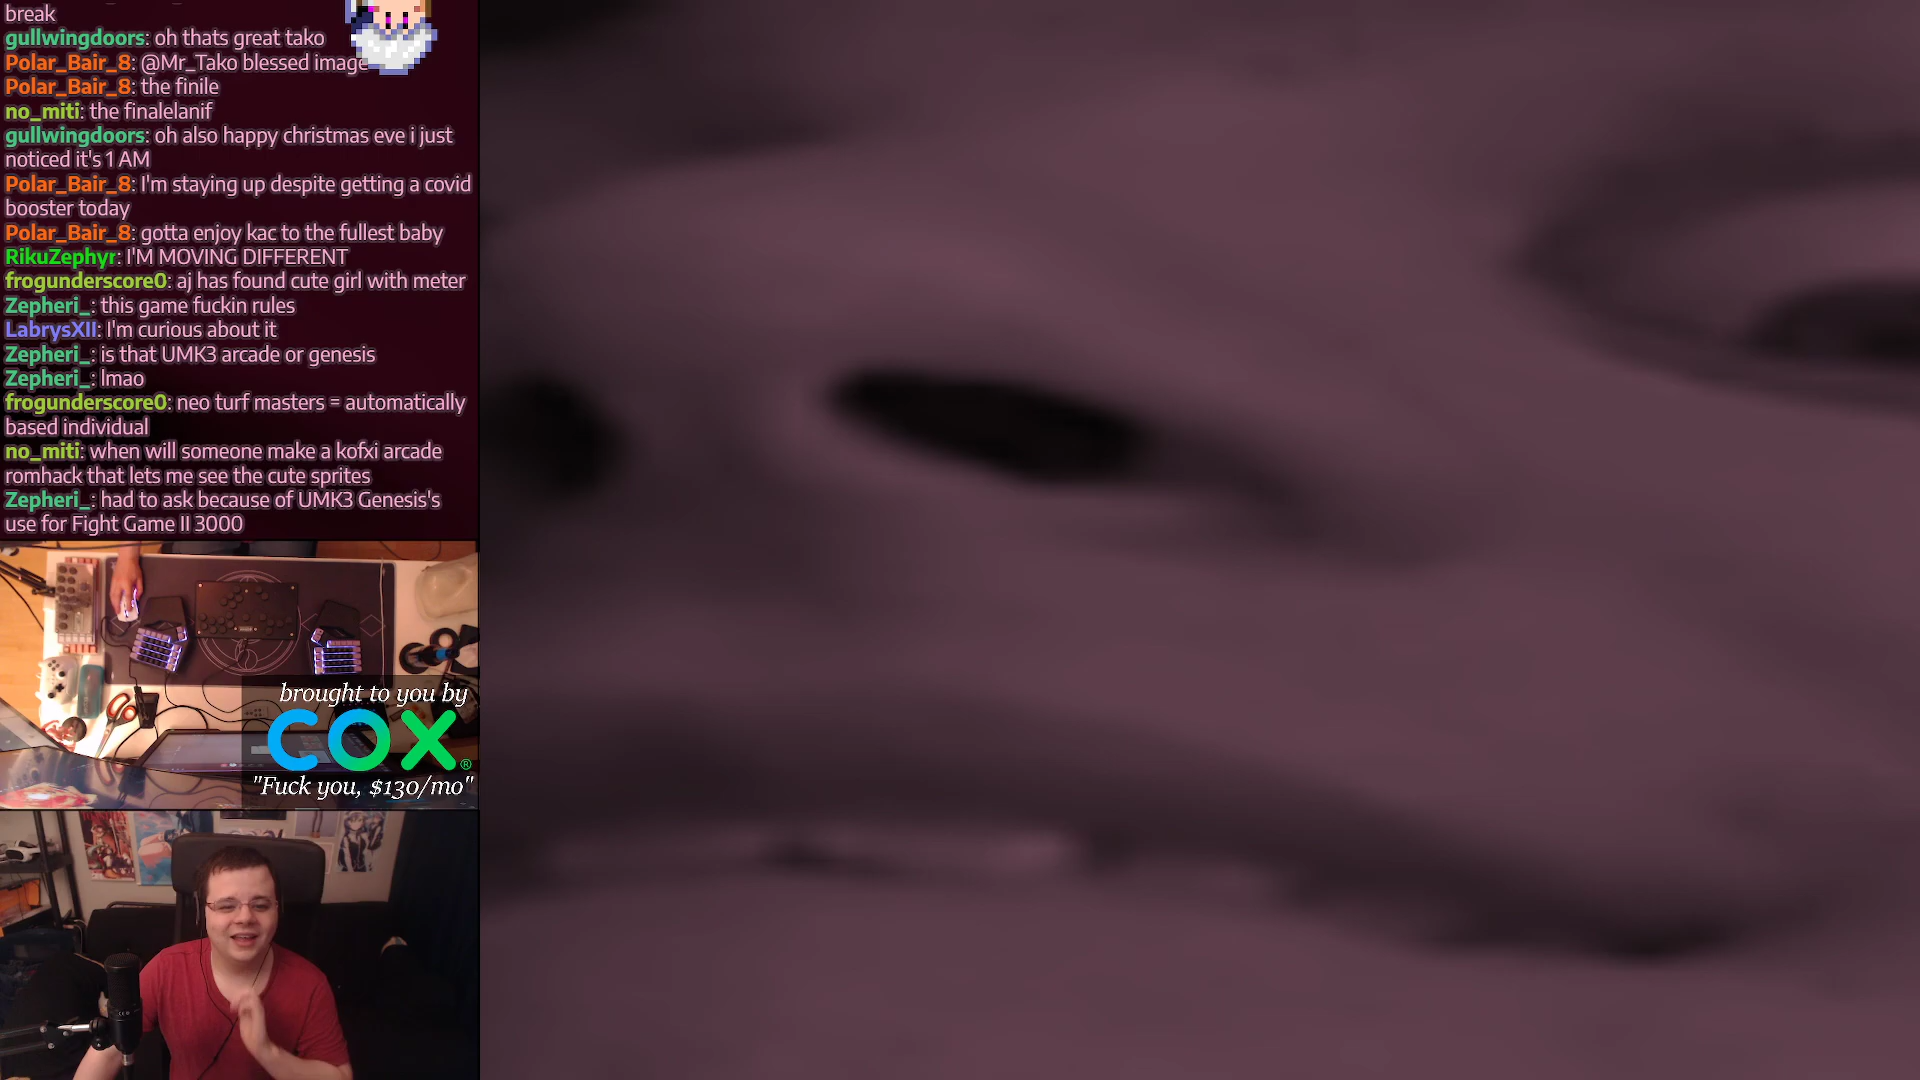 break
gullwingdoors: oh thats great tako
Polar_Bair_8: @Mr_Tako blessed image
Polar_Bair_8: the finile
no_miti: the finalelanif
gullwingdoors: oh also happy christmas eve i just
noticed it's 1 AM
Polar_Bair_8: I'm staying up despite getting a covid
booster today
Polar_Bair_8: gotta enjoy kac to the fullest baby
RikuZephyr: I'M MOVING DIFFERENT
frogunderscore0: aj has found cute girl with meter
Zepheri_: this game fuckin rules
LabrysXII: I'm curious about it
Zepheri_: is that UMK3 arcade or genesis
Zepheri_: lmao
frogunderscore0: neo turf masters = automatically
based individual
no_miti: when will someone make a kofxi arcade
romhack that lets me see the cute sprites
Zepheri_: had to ask because of UMK3 Genesis's
use for Fight Game II 3000
brought to you by
COX®
"Fuck you, $130/mo"